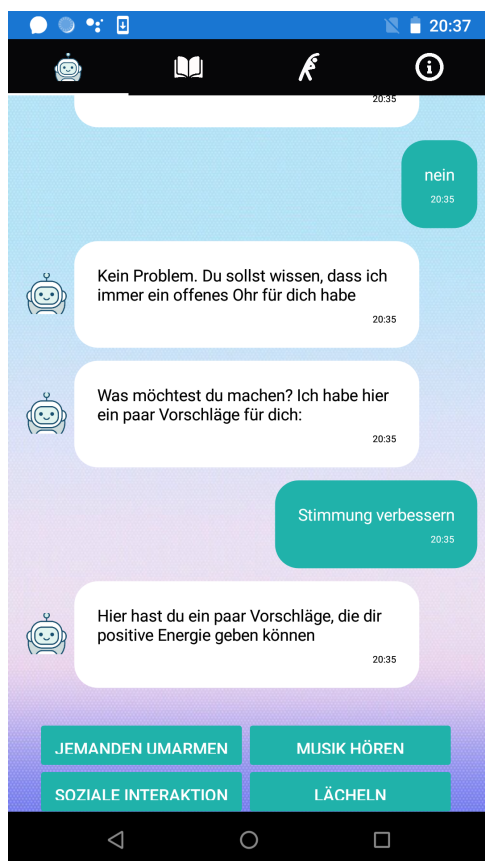 20:37
20:35
nein
20:35
Kein Problem. Du sollst wissen, dass ich
immer ein offenes Ohr für dich habe
20:35
Was möchtest du machen? Ich habe hier
ein paar Vorschläge für dich:
20:35
Stimmung verbessern
20:35
Hier hast du ein paar Vorschläge, die dir
positive Energie geben können
20:35
JEMANDEN UMARMEN MUSIK HÖREN
SOZIALE INTERAKTION LÄCHELN